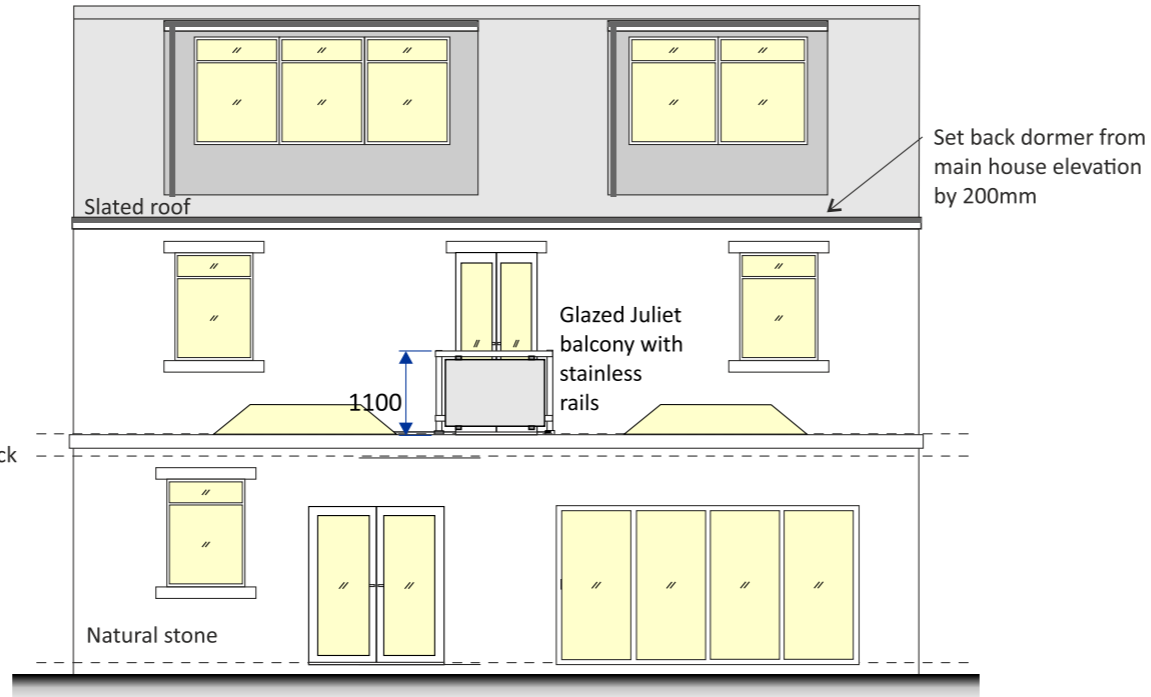 Set back dormer from
main house elevation
by 200mm
Slated roof
Glazed Juliet
balcony with
stainless
rails
1100
ck
Natural stone